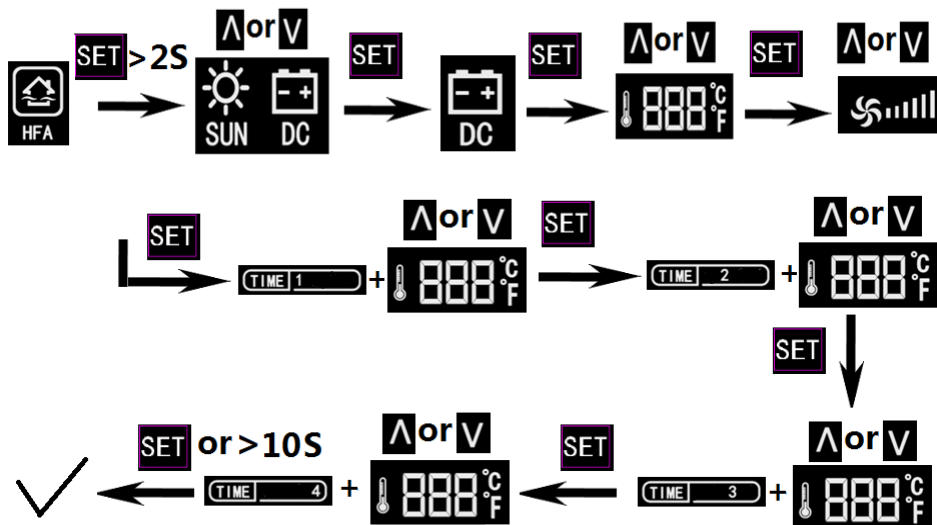 Λ or V
Λ or V
Λ or V
SET >2S
SET
SET
SET
HFA
SUN
- +
DC
- +
DC
888 °C °F
SET
Λ or V
SET
Λ or V
TIME 1 + 888 °C °F
TIME 2 + 888 °C °F
SET
Λ or V
Λ or V
SET or >10S
SET
TIME 4 + 888 °C °F
TIME 3 + 888 °C °F